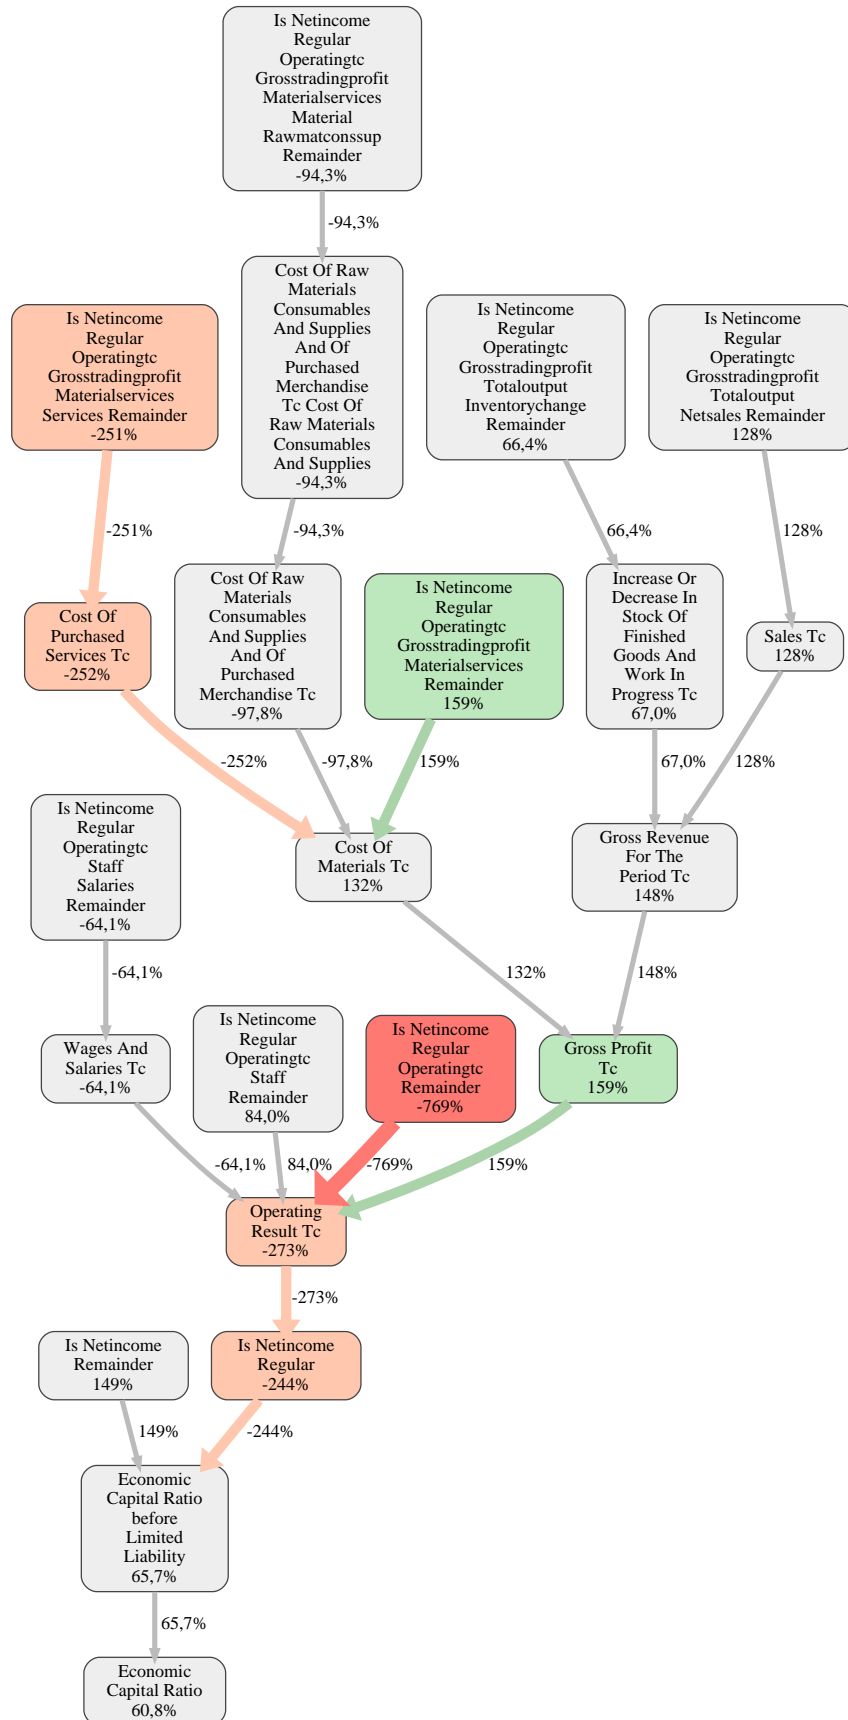 Is Netincome
Regular
Operatingtc
Grosstradingprofit
Materialservices
Material
Rawmatconssup
Remainder
-94,3%
-94,3%
Cost Of Raw
Materials
Consumables
And Supplies
And Of
Purchased
Merchandise
Tc Cost Of
Raw Materials
Consumables
And Supplies
-94,3%
Is Netincome
Regular
Operatingtc
Grosstradingprofit
Materialservices
Services Remainder
-251%
Is Netincome
Regular
Operatingtc
Grosstradingprofit
Totaloutput
Inventorychange
Remainder
66,4%
Is Netincome
Regular
Operatingtc
Grosstradingprofit
Totaloutput
Netsales Remainder
128%
-251%
-94,3%
66,4%
128%
Cost Of
Purchased
Services Tc
-252%
Cost Of Raw
Materials
Consumables
And Supplies
And Of
Purchased
Merchandise Tc
-97,8%
Is Netincome
Regular
Operatingtc
Grosstradingprofit
Materialservices
Remainder
159%
Increase Or
Decrease In
Stock Of
Finished
Goods And
Work In
Progress Tc
67,0%
Sales Tc
128%
-252%
-97,8%
159%
67,0%
128%
Is Netincome
Regular
Operatingtc
Staff
Salaries
Remainder
-64,1%
Cost Of
Materials Tc
132%
Gross Revenue
For The
Period Tc
148%
-64,1%
132%
148%
Wages And
Salaries Tc
-64,1%
Is Netincome
Regular
Operatingtc
Staff
Remainder
84,0%
Is Netincome
Regular
Operatingtc
Remainder
-769%
Gross Profit
Tc
159%
-64,1%
84,0%
-769%
159%
Operating
Result Tc
-273%
-273%
Is Netincome
Remainder
149%
Is Netincome
Regular
-244%
149%
-244%
Economic
Capital Ratio
before
Limited
Liability
65,7%
65,7%
Economic
Capital Ratio
60,8%